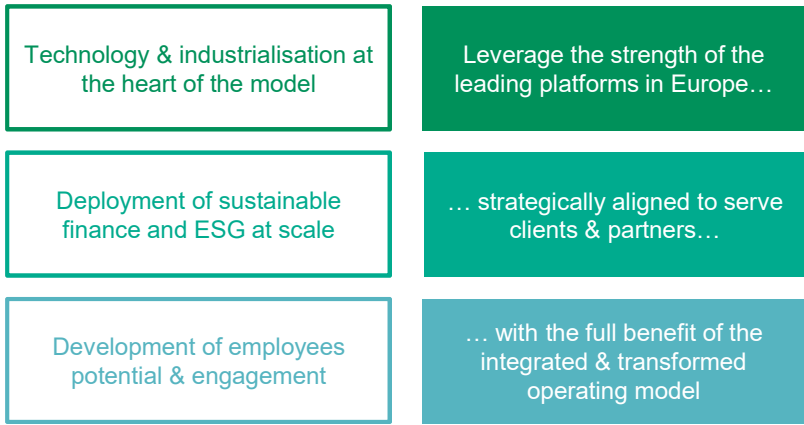 Technology & industrialisation at
the heart of the model
Leverage the strength of the
leading platforms in Europe…
Deployment of sustainable
finance and ESG at scale
… strategically aligned to serve
clients & partners…
Development of employees
potential & engagement
… with the full benefit of the
integrated & transformed
operating model